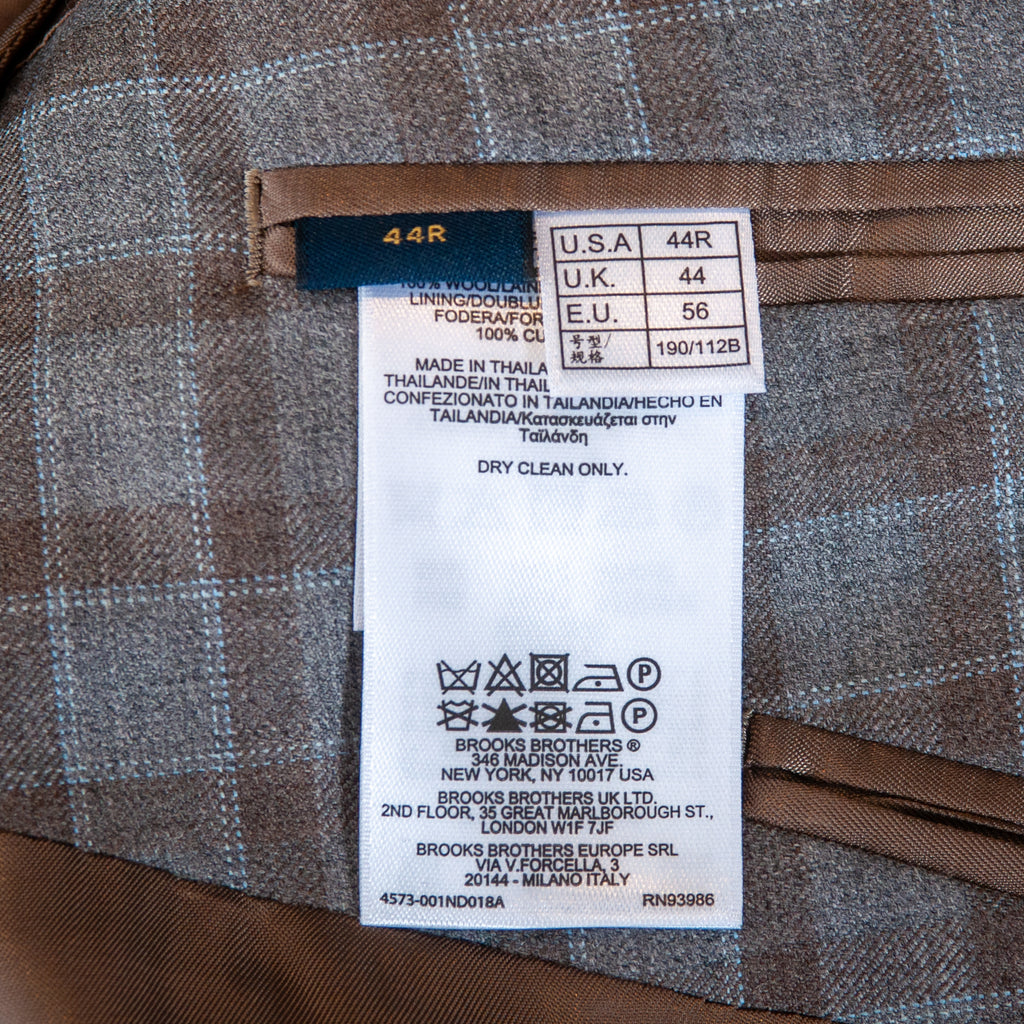 44R
U.S.A 44R
U.K. 44
E.U. 56
号型/规格 190/112B
100% WOOL/LAIN
LINING/DOUBLU
FODERA/FOR
100% CU
MADE IN THAILA
THAILANDE/IN THAIL
CONFEZIONATO IN TAILANDIA/HECHO EN
TAILANDIA/Κατασκευάζεται στην
Ταϊλάνδη
DRY CLEAN ONLY.
P
P
BROOKS BROTHERS ®
346 MADISON AVE.
NEW YORK, NY 10017 USA
BROOKS BROTHERS UK LTD.
2ND FLOOR, 35 GREAT MARLBOROUGH ST.,
LONDON W1F 7JF
BROOKS BROTHERS EUROPE SRL
VIA V.FORCELLA, 3
20144 - MILANO ITALY
4573-001ND018A RN93986